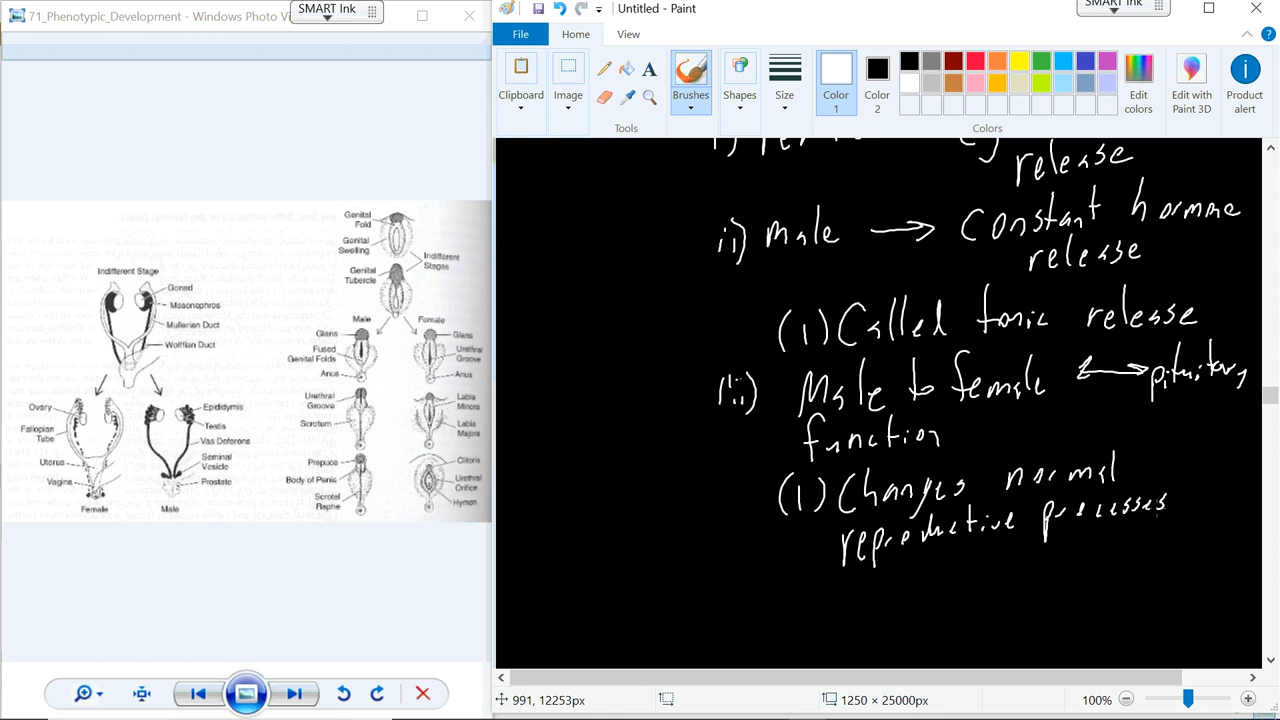 71_Phenotypic_Development - Windows Photo Vi
SMART Ink
Untitled - Paint
SMART Ink
File
Home
View
Clipboard
Image
Tools
Brushes
Shapes
Size
Color 1
Color 2
Colors
Edit colors
Edit with Paint 3D
Product alert
Indifferent Stage
Gonad
Mesonephros
Mullerian Duct
Wolffian Duct
Ovary
Fallopian Tube
Uterus
Vagina
Female
Epididymis
Testis
Vas Deferens
Seminal Vesicle
Prostate
Male
Genital Fold
Genital Swelling
Genital Tubercle
Indifferent Stages
Male
Female
Glans
Fused Genital Folds
Anus
Glans
Urethral Groove
Anus
Urethral Groove
Scrotum
Labia Minora
Labia Majora
Prepuce
Body of Penis
Scrotal Raphe
Clitoris
Urethral Orifice
Hymen
release
ii) male → constant hormone
release
(1) Called tonic release
iii) Male to female ↔ pituitary
function
(1) Changes normal
reproductive processes
991, 12253px
1250 × 25000px
100%